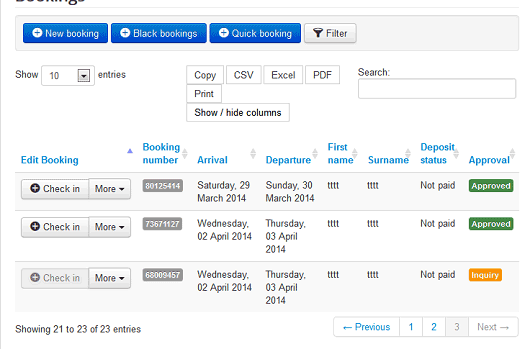 Bookings
New booking Black bookings Quick booking Filter
Show 10 entries Copy CSV Excel PDF Search:
Print
Show / hide columns
Edit Booking Booking number Arrival Departure First name Surname Deposit status Approval
Check in More 80125414 Saturday, 29 March 2014 Sunday, 30 March 2014 tttt tttt Not paid Approved
Check in More 73671127 Wednesday, 02 April 2014 Thursday, 03 April 2014 tttt tttt Not paid Approved
Check in More 68009457 Wednesday, 02 April 2014 Thursday, 03 April 2014 tttt tttt Not paid Inquiry
Showing 21 to 23 of 23 entries ← Previous 1 2 3 Next →